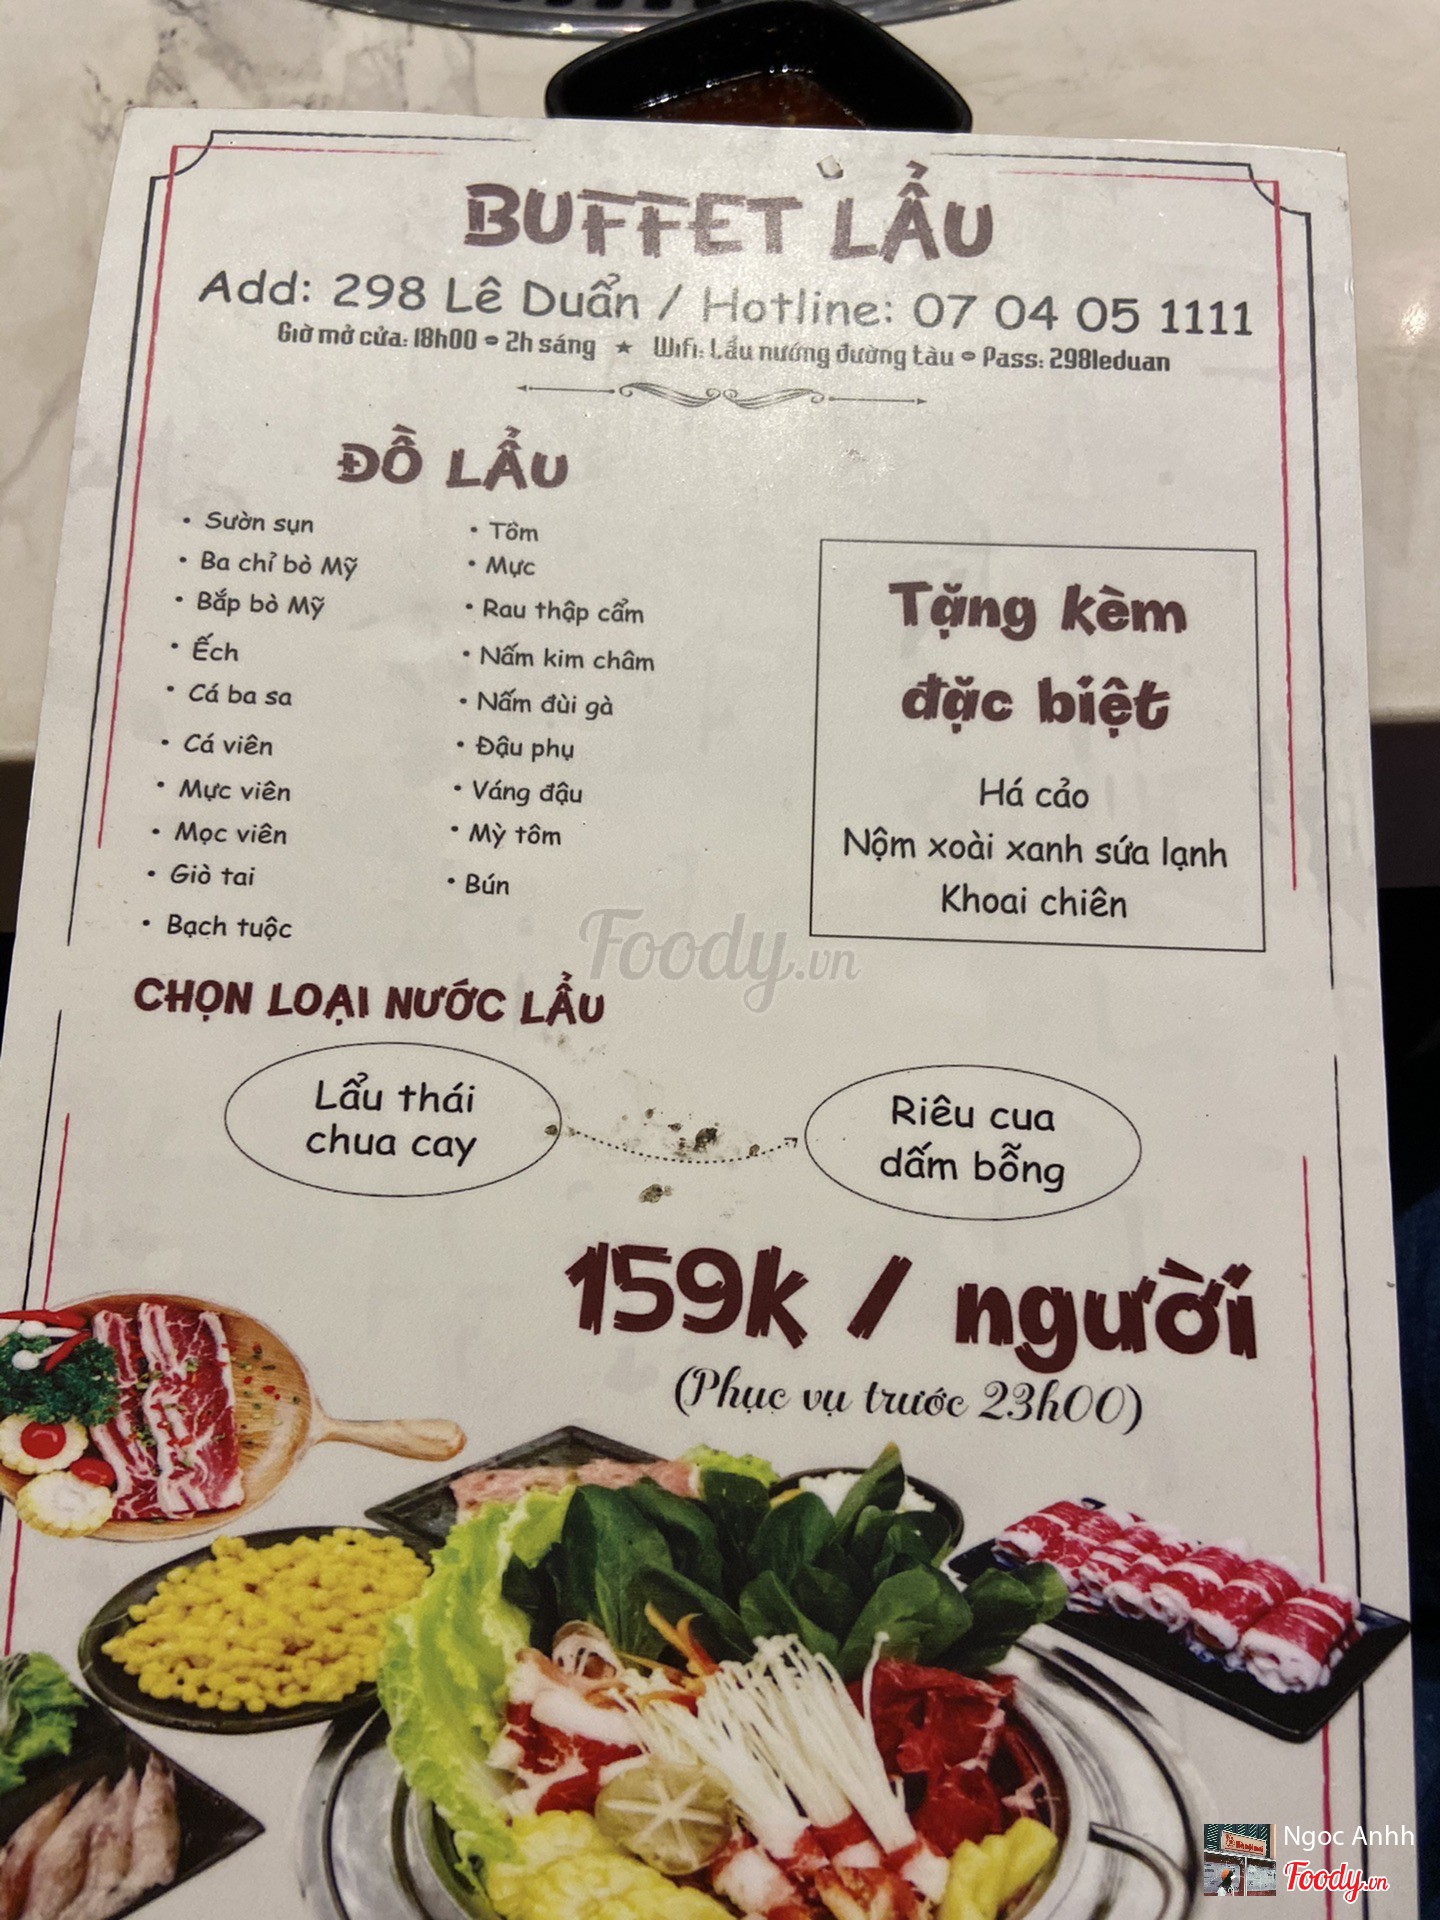 BUFFET LẨU
Add: 298 Lê Duẩn / Hotline: 07 04 05 1111
Giờ mở cửa: 18h00 - 2h sáng ★ Wifi: Lẩu nướng đường tàu - Pass: 298leduan
ĐỒ LẨU
• Sườn sụn
• Ba chỉ bò Mỹ
• Bắp bò Mỹ
• Ếch
• Cá ba sa
• Cá viên
• Mực viên
• Mọc viên
• Giò tai
• Bạch tuộc
• Tôm
• Mực
• Rau thập cẩm
• Nấm kim châm
• Nấm đùi gà
• Đậu phụ
• Váng đậu
• Mỳ tôm
• Bún
Tặng kèm
đặc biệt
Há cảo
Nộm xoài xanh sứa lạnh
Khoai chiên
Foody.vn
CHỌN LOẠI NƯỚC LẨU
Lẩu thái
chua cay
Riêu cua
dấm bỗng
159k / người
(Phục vụ trước 23h00)
Ngoc Anhh
Foody.vn